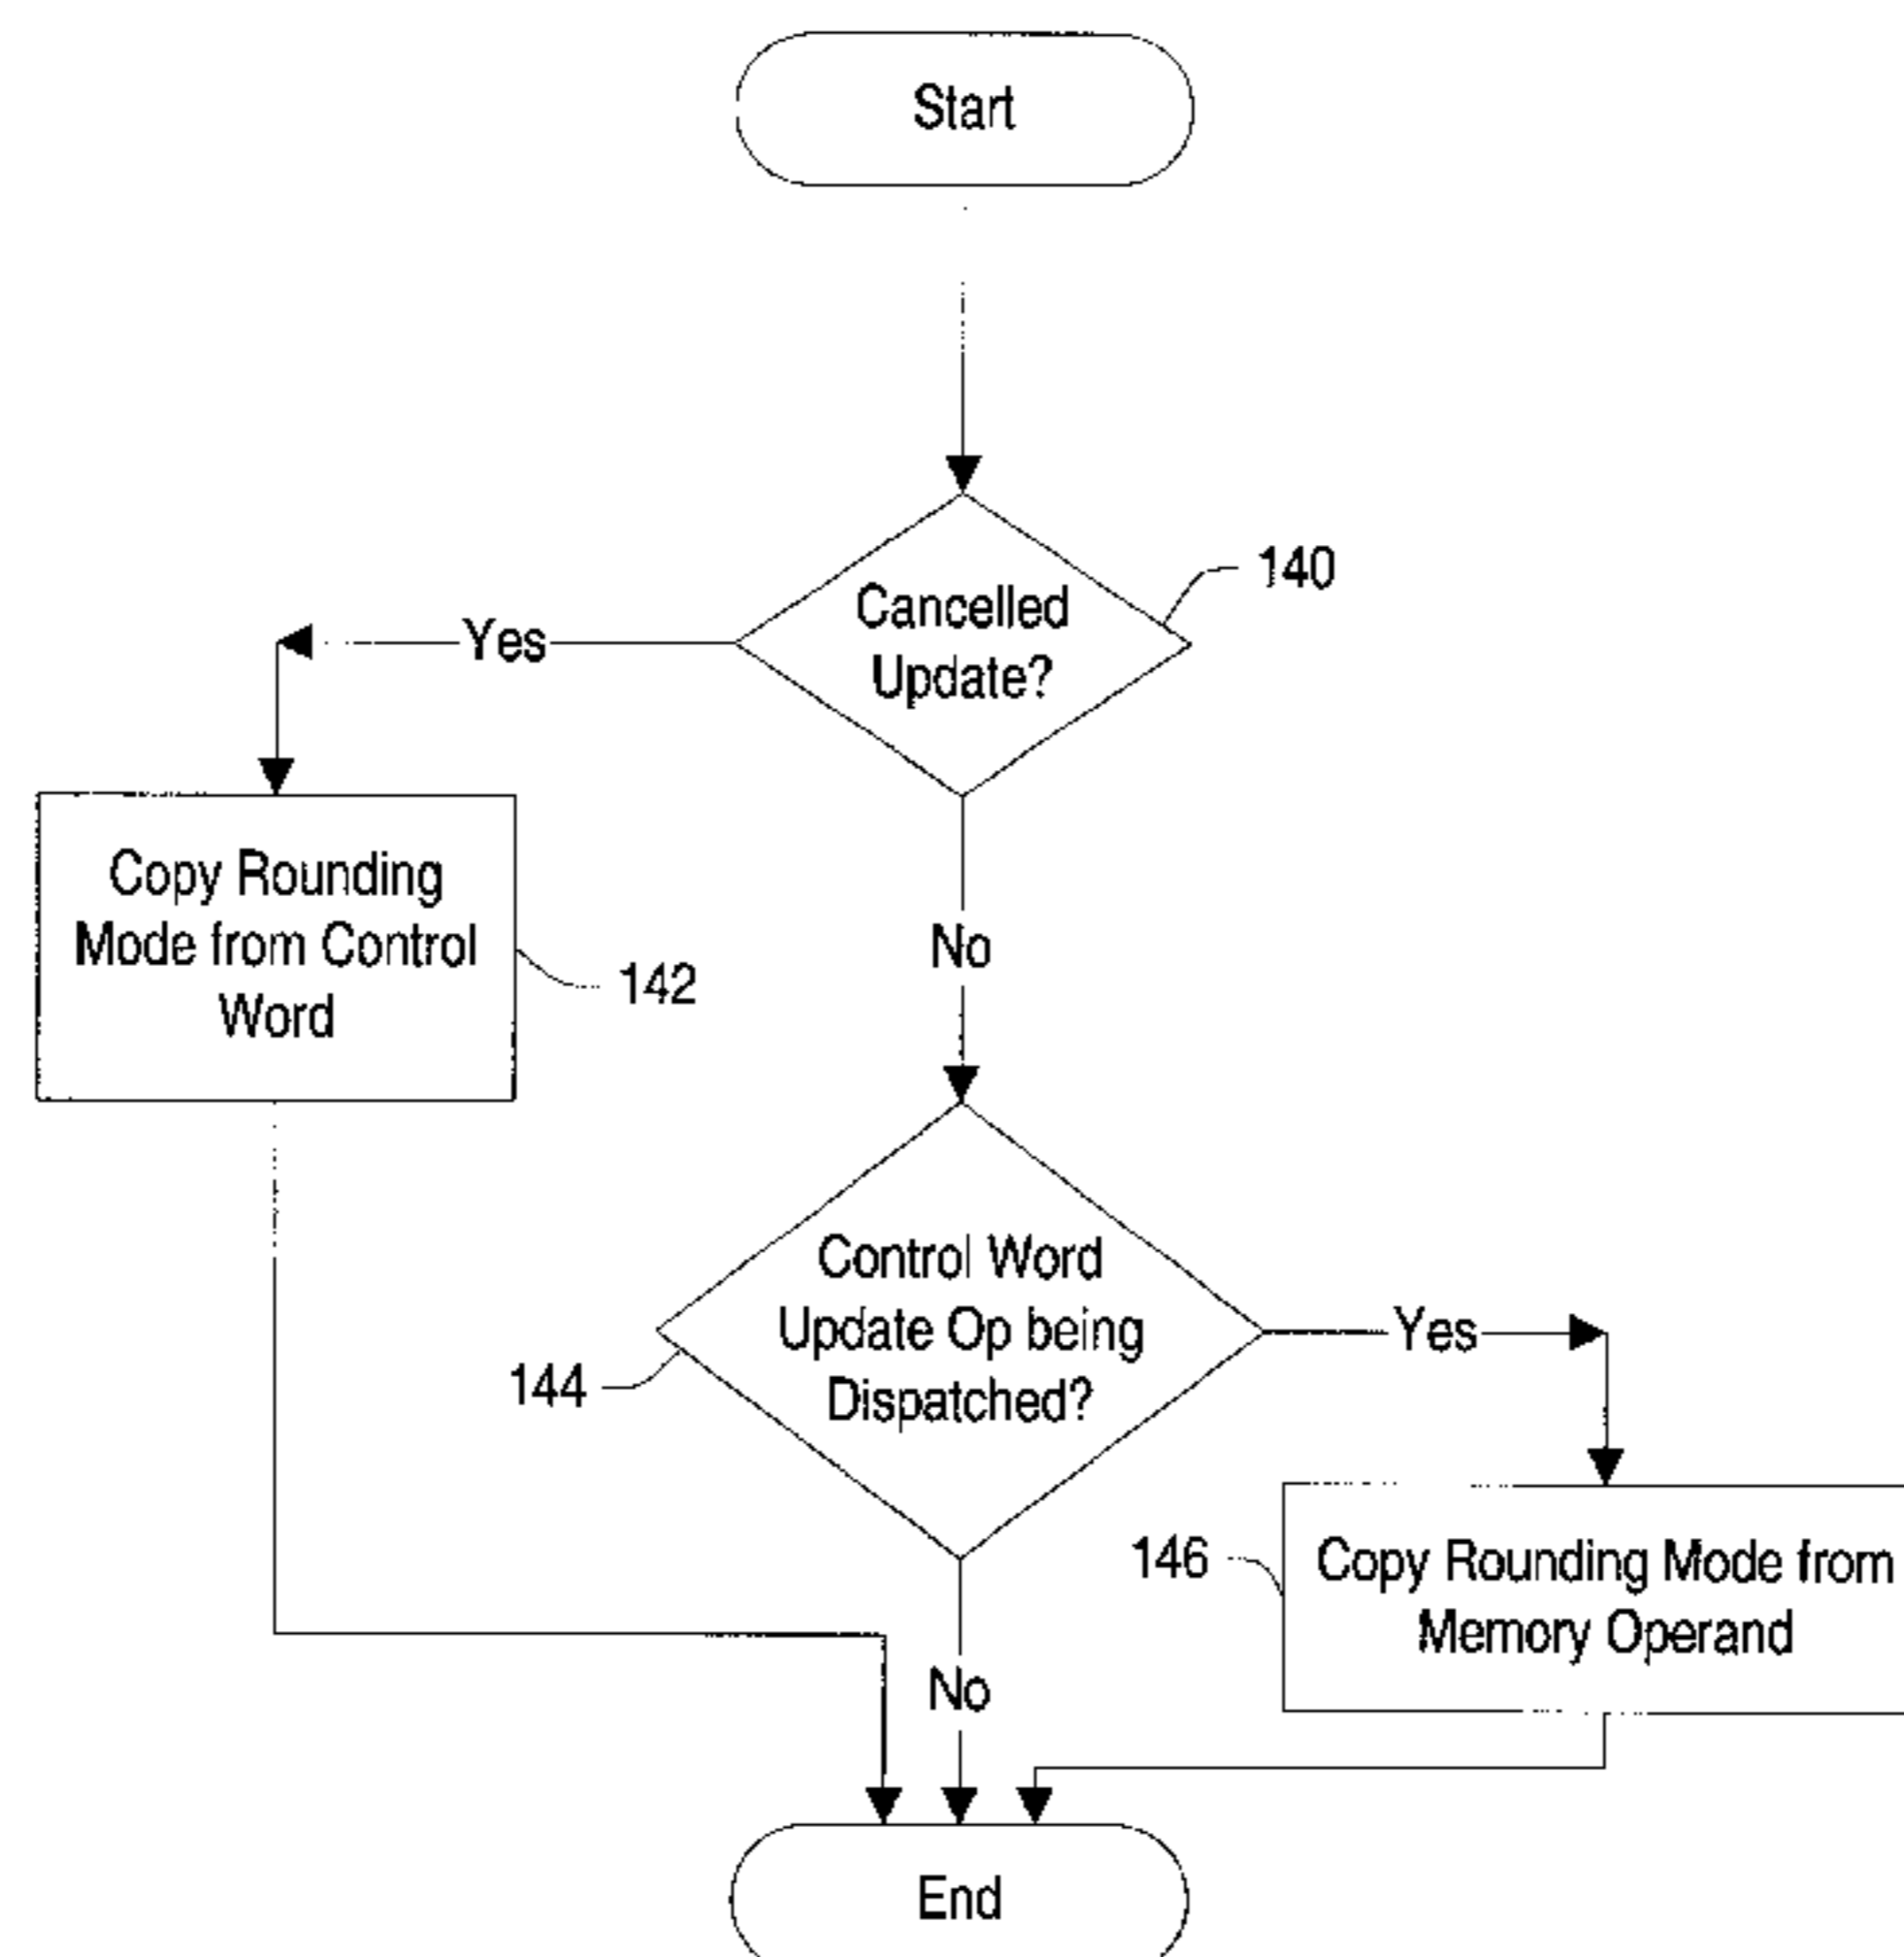 Start
Cancelled
Update?
140
Yes
Copy Rounding
Mode from Control
Word
142
No
Control Word
Update Op being
Dispatched?
144
Yes
146
Copy Rounding Mode from
Memory Operand
No
End